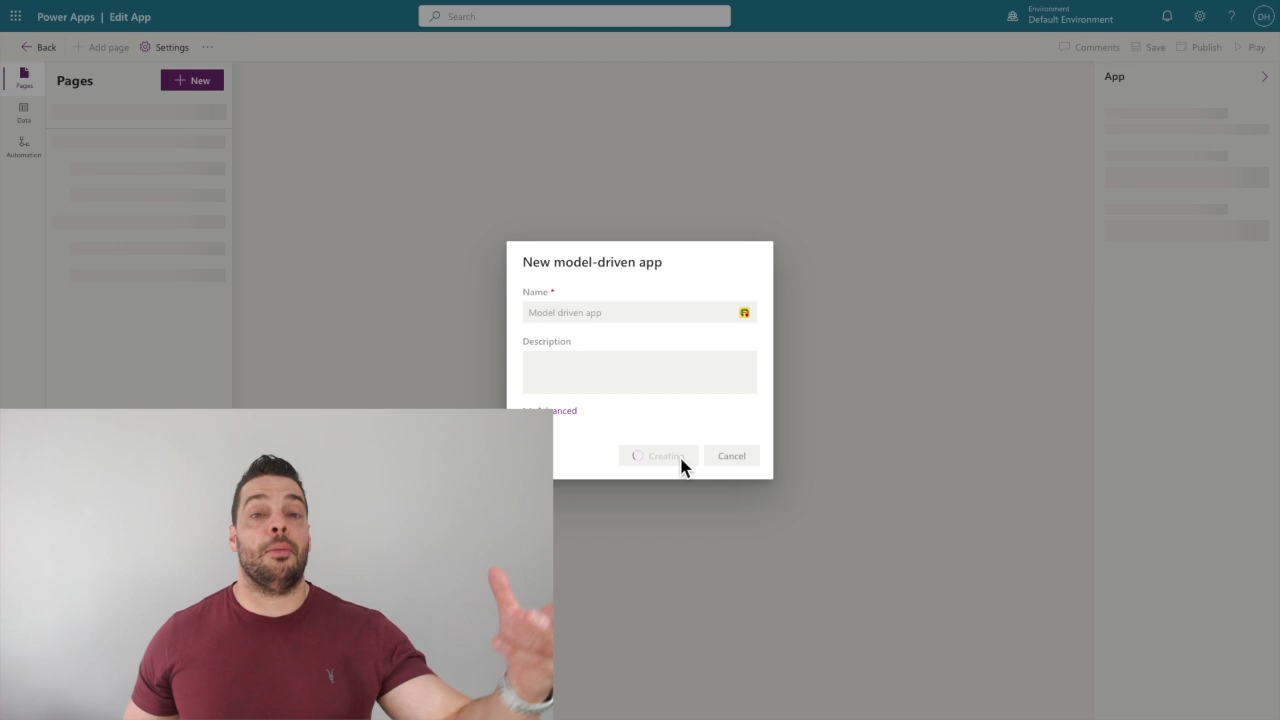 Power Apps | Edit App
Search
Environment
Default Environment
DH
Back
Add page
Settings
Comments
Save
Publish
Play
Pages
Data
Automation
Pages
New
App
New model-driven app
Name *
Model driven app
Description
Creating
Cancel